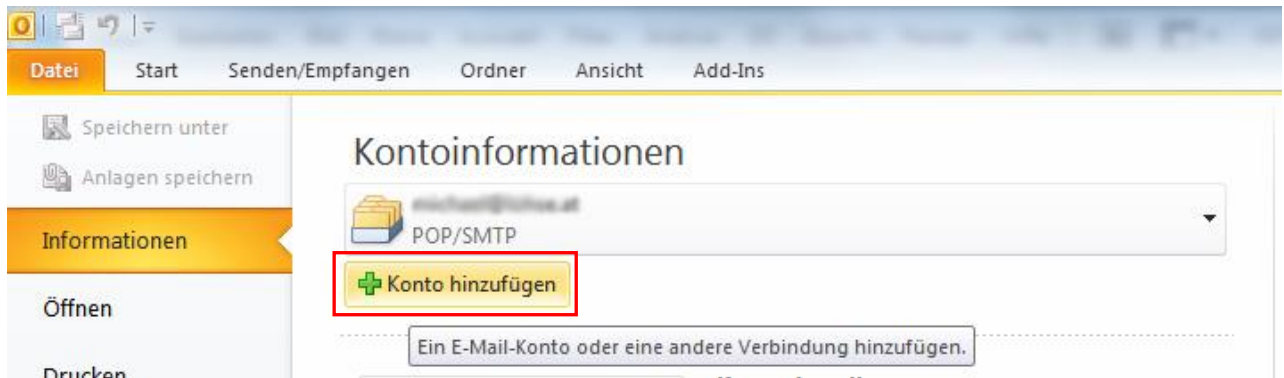 Datei Start Senden/Empfangen Ordner Ansicht Add-Ins
Speichern unter
Anlagen speichern
Informationen
Öffnen
Drucken
Kontoinformationen
POP/SMTP
Konto hinzufügen
Ein E-Mail-Konto oder eine andere Verbindung hinzufügen.